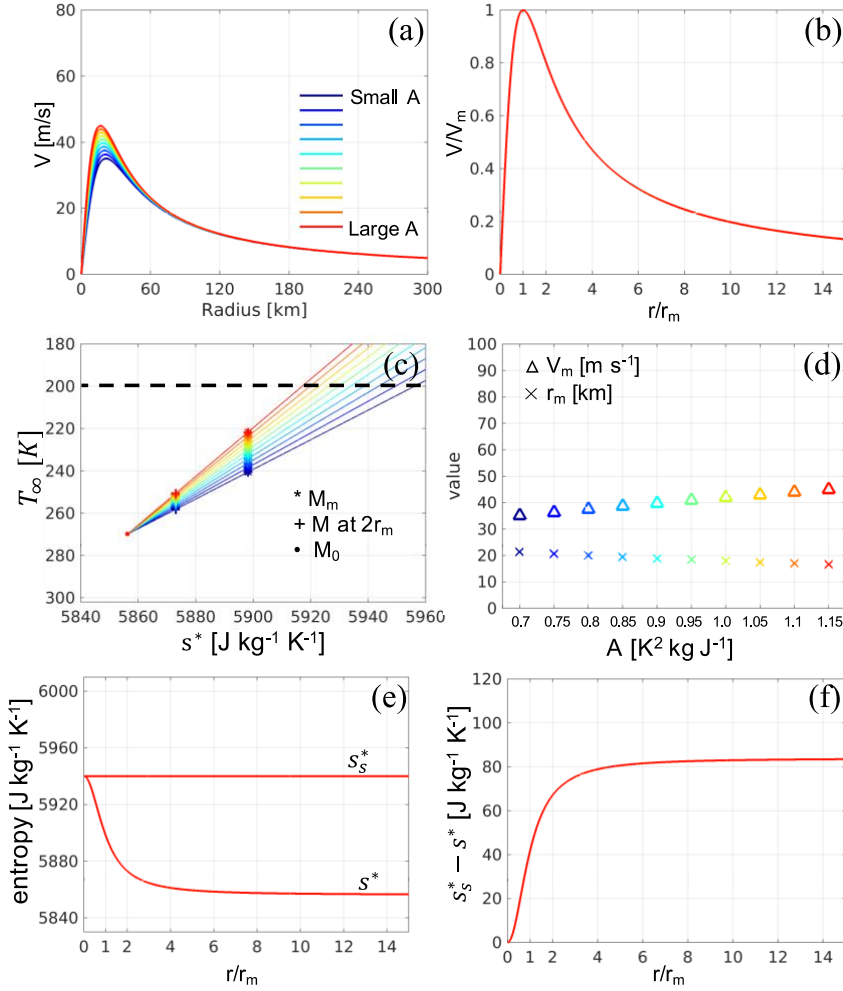 (a)
V [m/s]
80
60
40
20
0
Small A
Large A
0 60 120 180 240 300
Radius [km]
(b)
V/Vₘ
1
0.8
0.6
0.4
0.2
0
0 1 2 4 6 8 10 12 14
r/rₘ
(c)
T∞ [K]
180
200
220
240
260
280
300
* Mₘ
+ M at 2rₘ
• M₀
5840 5860 5880 5900 5920 5940 5960
s* [J kg⁻¹ K⁻¹]
(d)
value
100
90
80
70
60
50
40
30
20
10
0
△ Vₘ [m s⁻¹]
× rₘ [km]
0.7 0.75 0.8 0.85 0.9 0.95 1.0 1.05 1.1 1.15
A [K² kg J⁻¹]
(e)
entropy [J kg⁻¹ K⁻¹]
6000
5960
5920
5880
5840
sₛ*
s*
0 1 2 4 6 8 10 12 14
r/rₘ
(f)
sₛ* − s* [J kg⁻¹ K⁻¹]
120
100
80
60
40
20
0
0 1 2 4 6 8 10 12 14
r/rₘ